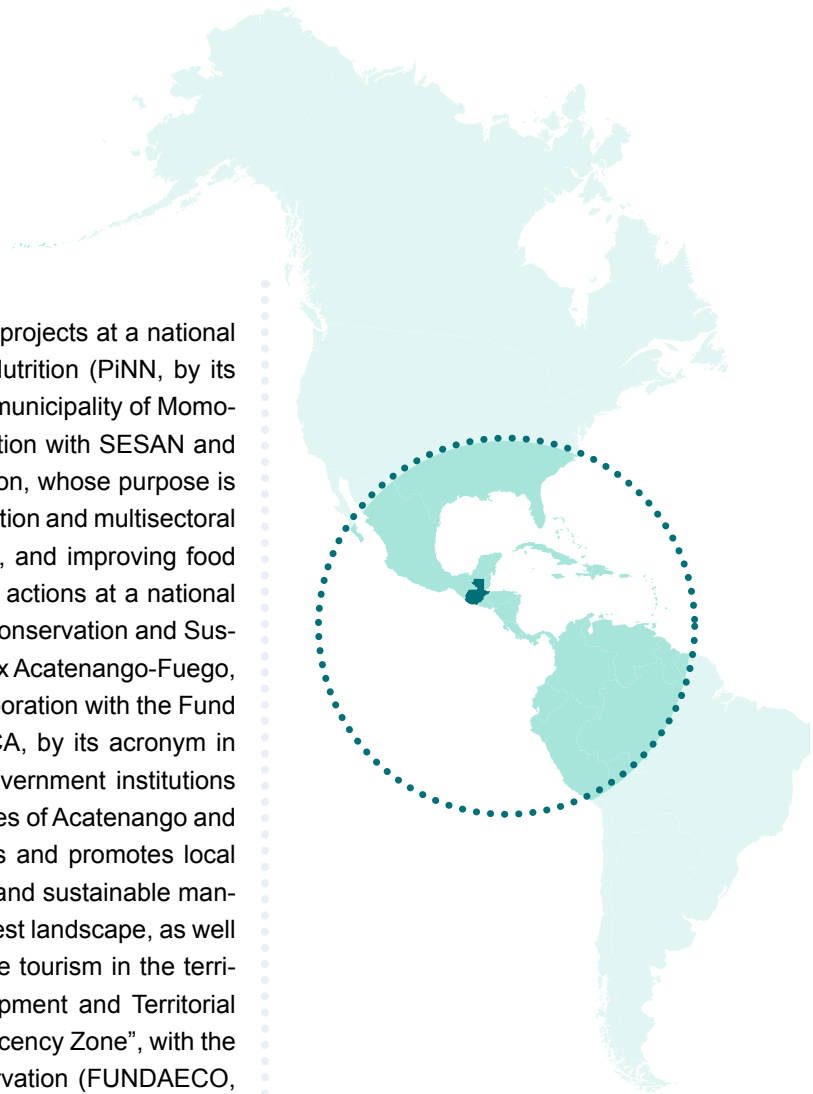 projects at a national
utrition (PiNN, by its
municipality of Momo-
tion with SESAN and
on, whose purpose is
tion and multisectoral
, and improving food
actions at a national
onservation and Sus-
x Acatenango-Fuego,
oration with the Fund
CA, by its acronym in
vernment institutions
es of Acatenango and
s and promotes local
and sustainable man-
est landscape, as well
e tourism in the terri-
pment and Territorial
cency Zone”, with the
rvation (FUNDAECO,